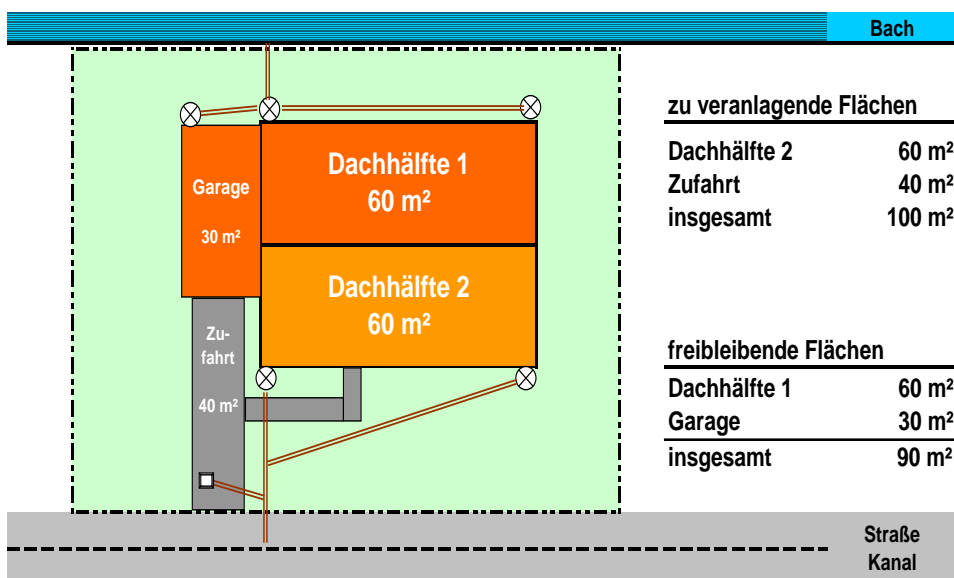 Bach
Dachhälfte 1
60 m²
Garage
30 m²
Dachhälfte 2
60 m²
Zu-
fahrt
40 m²
zu veranlagende Flächen
Dachhälfte 2 60 m²
Zufahrt 40 m²
insgesamt 100 m²
freibleibende Flächen
Dachhälfte 1 60 m²
Garage 30 m²
insgesamt 90 m²
Straße
Kanal